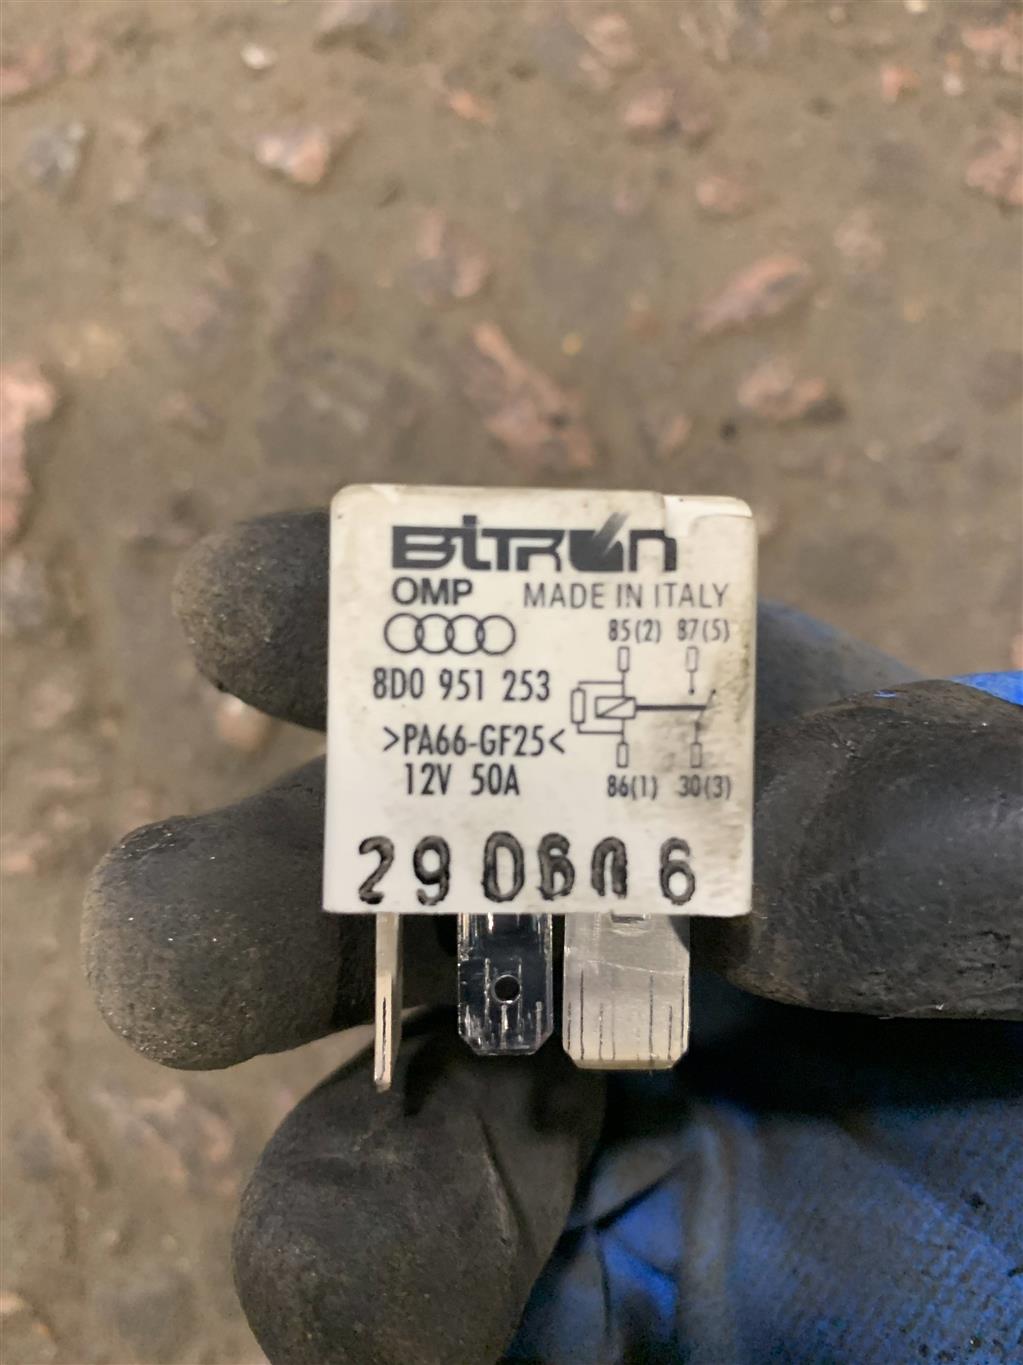 BiTRON
OMP MADE IN ITALY
85(2) 87(5)
8D0 951 253
>PA66-GF25<
12V 50A
86(1) 30(3)
290606